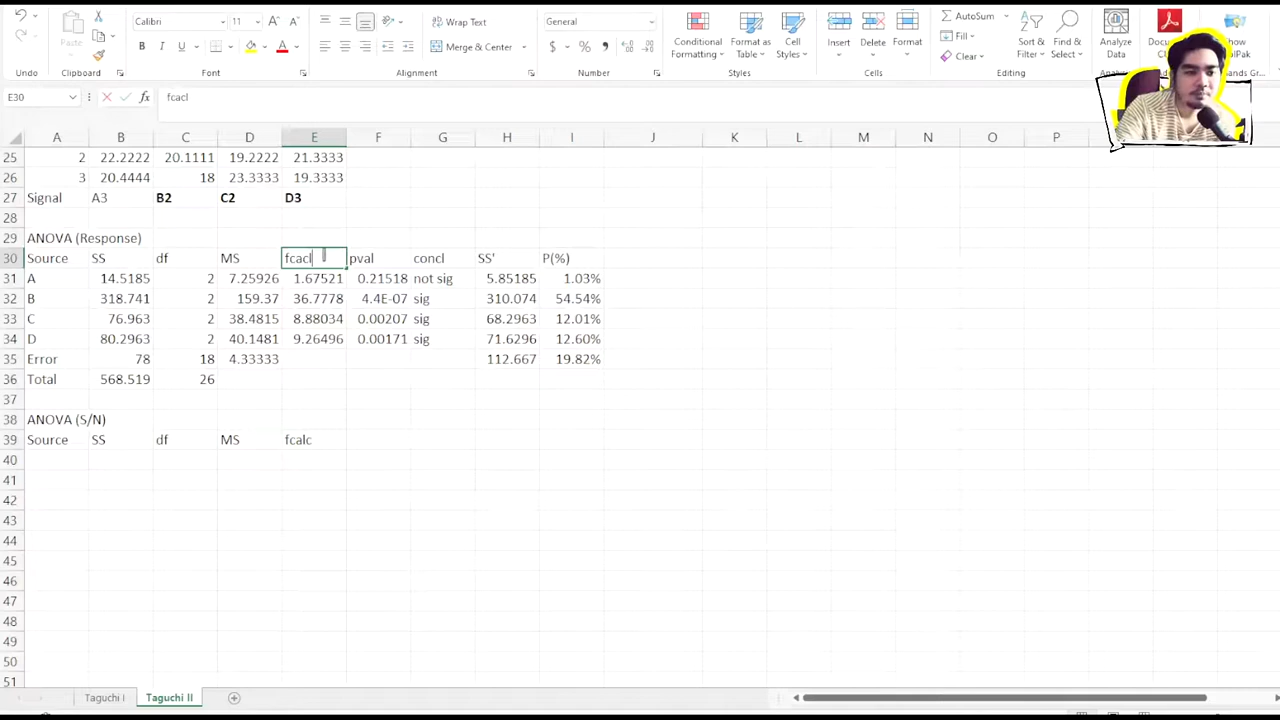 Calibri 11 Wrap Text General AutoSum
Paste Merge & Center Conditional Formatting Format as Table Cell Styles Insert Delete Format Fill Clear Sort & Filter Find & Select Analyze Data
Undo Clipboard Font Alignment Number Styles Cells Editing
E30 fcacl
A B C D E F G H I J K L M N O P
25 2 22.2222 20.1111 19.2222 21.3333
26 3 20.4444 18 23.3333 19.3333
27 Signal A3 B2 C2 D3
28
29 ANOVA (Response)
30 Source SS df MS fcacl pval concl SS' P(%)
31 A 14.5185 2 7.25926 1.67521 0.21518 not sig 5.85185 1.03%
32 B 318.741 2 159.37 36.7778 4.4E-07 sig 310.074 54.54%
33 C 76.963 2 38.4815 8.88034 0.00207 sig 68.2963 12.01%
34 D 80.2963 2 40.1481 9.26496 0.00171 sig 71.6296 12.60%
35 Error 78 18 4.33333 112.667 19.82%
36 Total 568.519 26
37
38 ANOVA (S/N)
39 Source SS df MS fcalc
40
41
42
43
44
45
46
47
48
49
50
51
Taguchi I Taguchi II